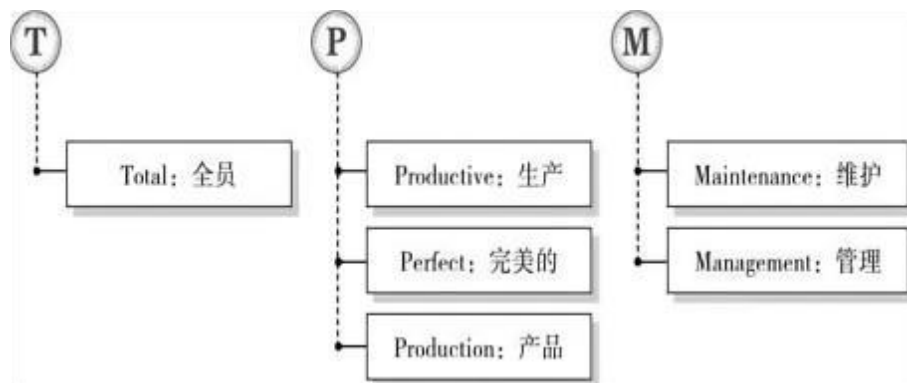 T P M
Total：全员 Productive：生产 Maintenance：维护
Perfect：完美的 Management：管理
Production：产品